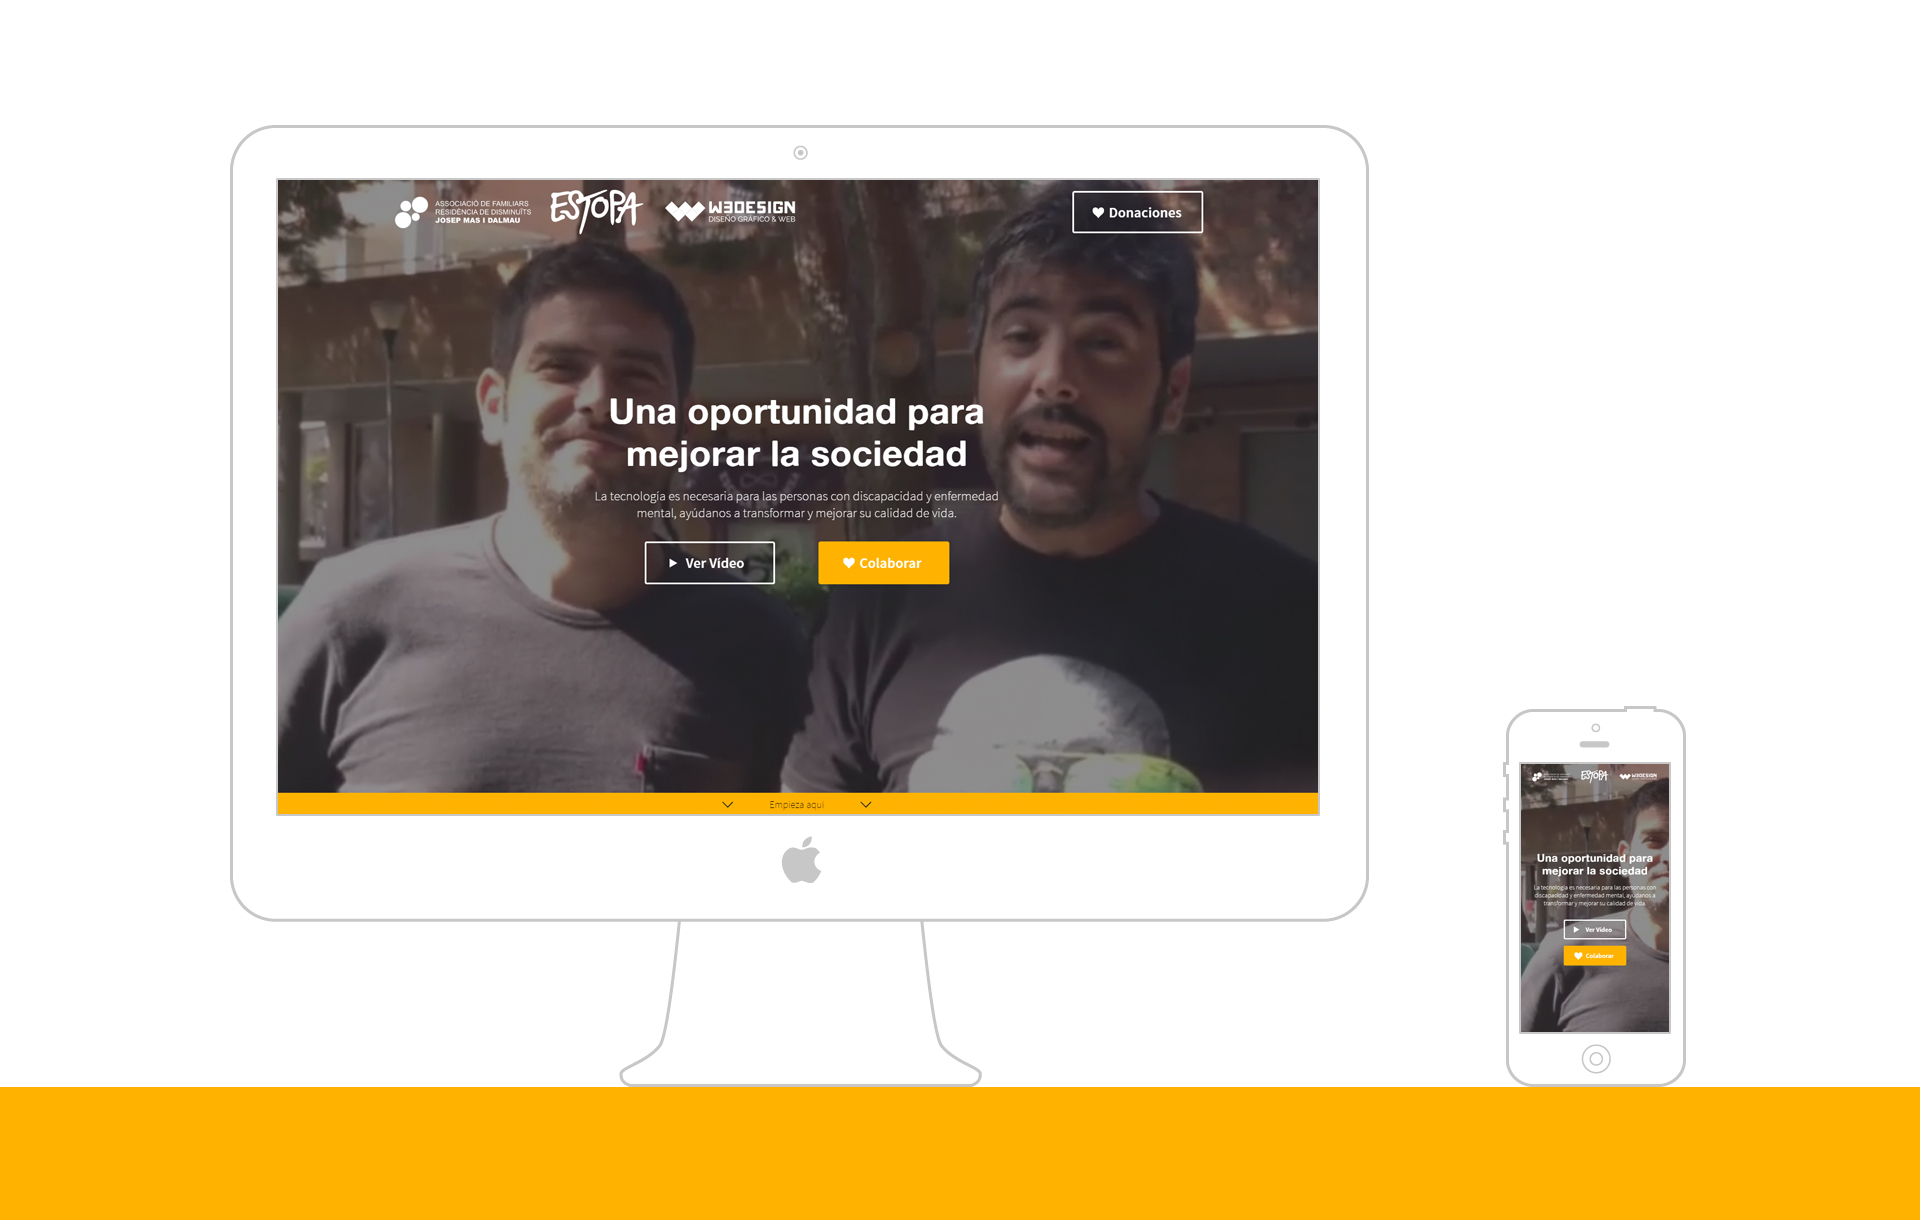 ASSOCIACIÓ DE FAMILIARS
RESIDÈNCIA DE DISMINUÏTS
JOSEP MAS I DALMAU
ESTOPA
W3DESIGN
DISEÑO GRÁFICO & WEB
Donaciones
Una oportunidad para
mejorar la sociedad
La tecnología es necesaria para las personas con discapacidad y enfermedad
mental, ayúdanos a transformar y mejorar su calidad de vida.
Ver Vídeo
Colaborar
Empieza aquí
ESTOPA
W3DESIGN
Una oportunidad para
mejorar la sociedad
La tecnología es necesaria para las personas con
discapacidad y enfermedad mental, ayúdanos a
transformar y mejorar su calidad de vida
Ver Vídeo
Colaborar